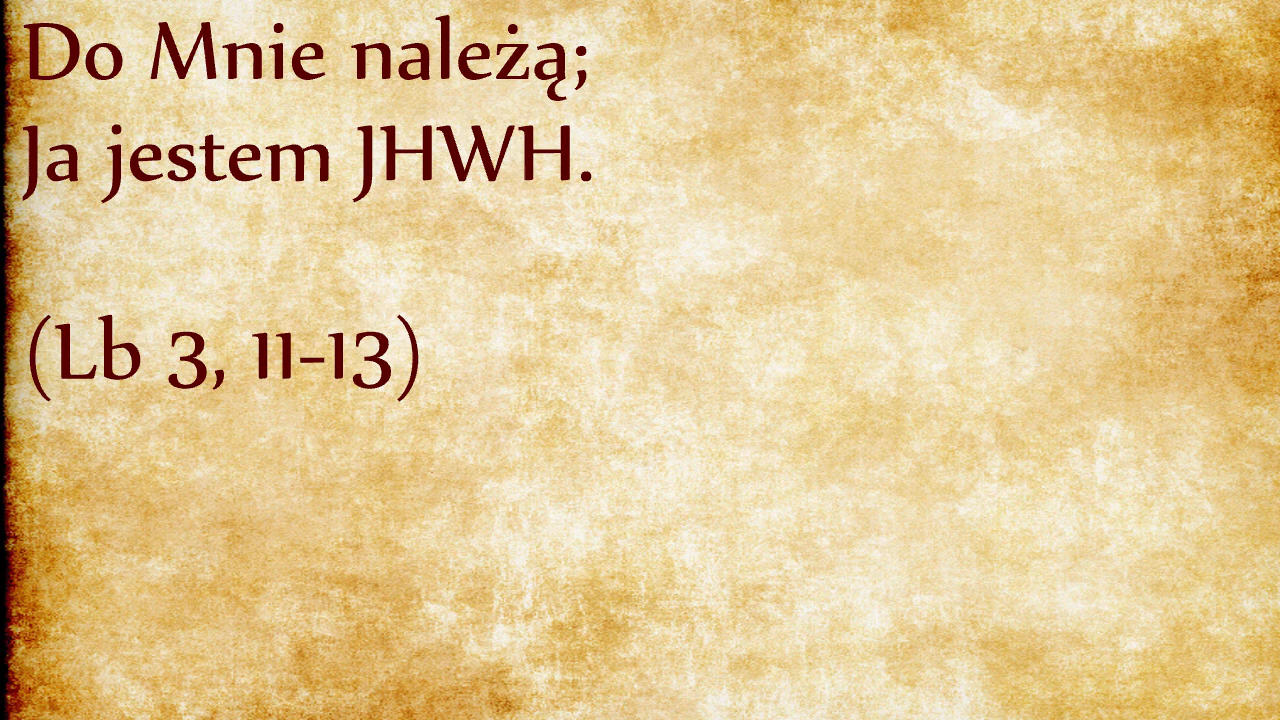 Do Mnie należą;
Ja jestem JHWH.
(Lb 3, 11-13)